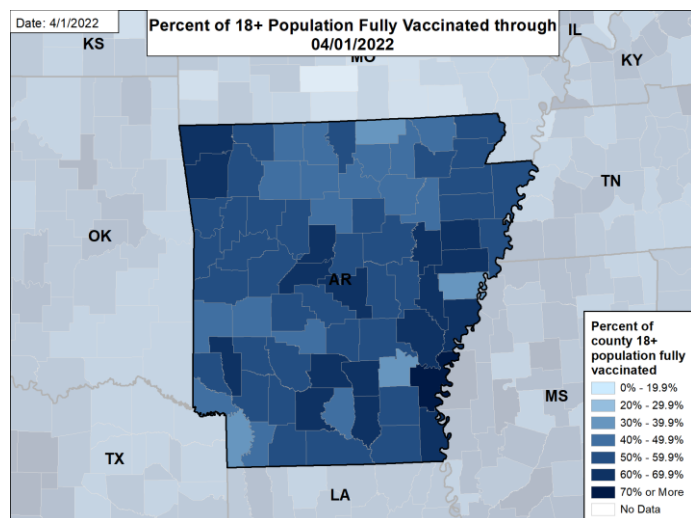 Date: 4/1/2022
Percent of 18+ Population Fully Vaccinated through
04/01/2022
IL
KS
MO
KY
TN
OK
AR
MS
TX
LA
Percent of
county 18+
population fully
vaccinated
0% - 19.9%
20% - 29.9%
30% - 39.9%
40% - 49.9%
50% - 59.9%
60% - 69.9%
70% or More
No Data